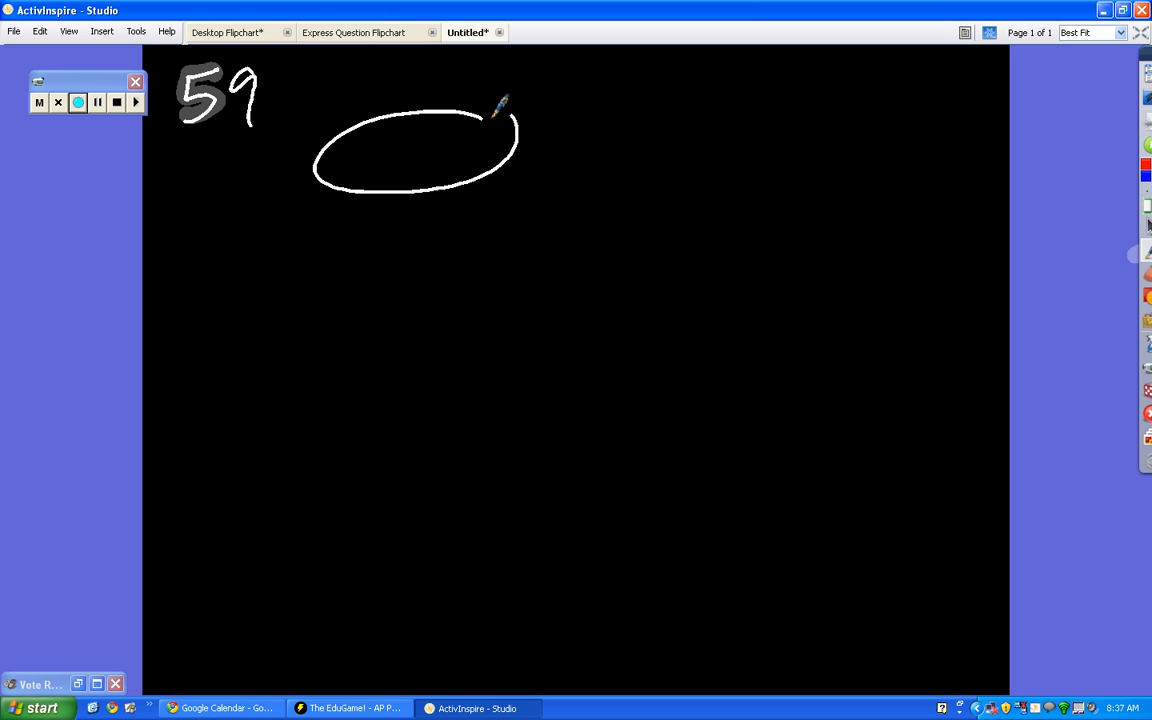 ActivInspire - Studio
File Edit View Insert Tools Help Desktop Flipchart* Express Question Flipchart Untitled* Page 1 of 1 Best Fit
59
M
Vote R...
start Google Calendar - Go... The EduGame! - AP P... ActivInspire - Studio 8:37 AM